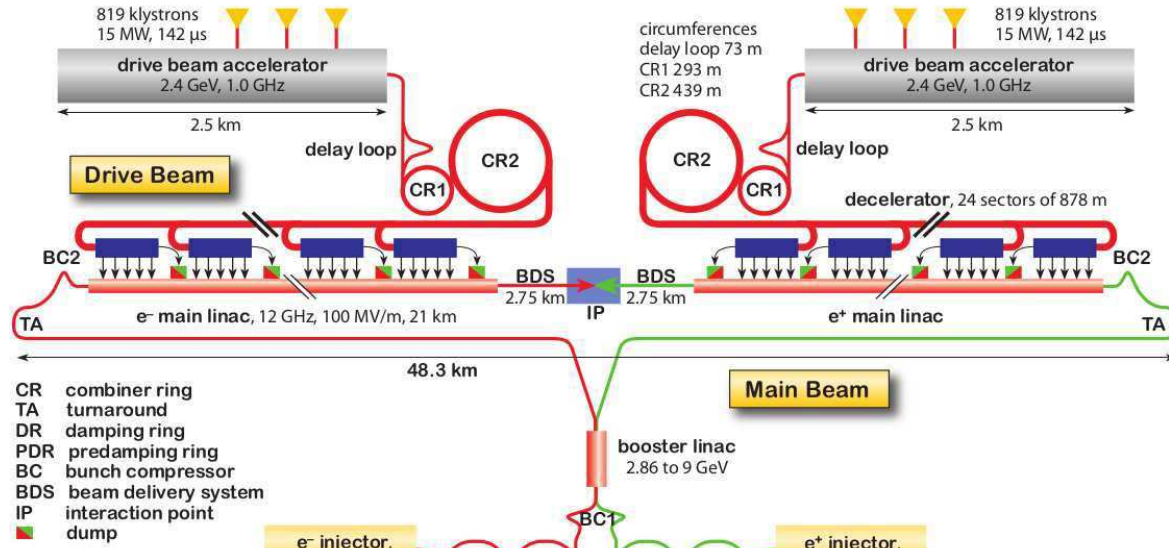 819 klystrons
15 MW, 142 µs
drive beam accelerator
2.4 GeV, 1.0 GHz
2.5 km
delay loop
CR2
CR1
Drive Beam
circumferences
delay loop 73 m
CR1 293 m
CR2 439 m
819 klystrons
15 MW, 142 µs
drive beam accelerator
2.4 GeV, 1.0 GHz
2.5 km
CR2
CR1
delay loop
decelerator, 24 sectors of 878 m
BC2
BDS
2.75 km
IP
BDS
2.75 km
BC2
TA
e⁻ main linac, 12 GHz, 100 MV/m, 21 km
e⁺ main linac
TA
48.3 km
CR combiner ring
TA turnaround
DR damping ring
PDR predamping ring
BC bunch compressor
BDS beam delivery system
IP interaction point
dump
Main Beam
booster linac
2.86 to 9 GeV
BC1
e⁻ injector,
e⁺ injector,